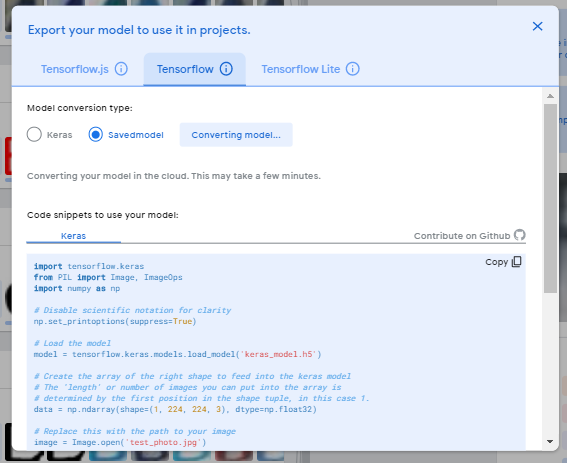 Export your model to use it in projects.
Tensorflow.js
Tensorflow
Tensorflow Lite
Model conversion type:
Keras
Savedmodel
Converting model...
Converting your model in the cloud. This may take a few minutes.
Code snippets to use your model:
Keras
Contribute on Github
Copy
import tensorflow.keras
from PIL import Image, ImageOps
import numpy as np
# Disable scientific notation for clarity
np.set_printoptions(suppress=True)
# Load the model
model = tensorflow.keras.models.load_model('keras_model.h5')
# Create the array of the right shape to feed into the keras model
# The 'length' or number of images you can put into the array is
# determined by the first position in the shape tuple, in this case 1.
data = np.ndarray(shape=(1, 224, 224, 3), dtype=np.float32)
# Replace this with the path to your image
image = Image.open('test_photo.jpg')